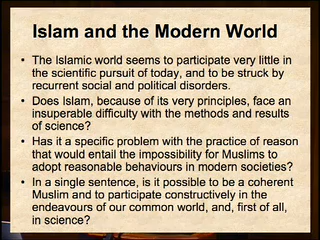 Islam and the Modern World
• The Islamic world seems to participate very little in
the scientific pursuit of today, and to be struck by
recurrent social and political disorders.
• Does Islam, because of its very principles, face an
insuperable difficulty with the methods and results
of science?
• Has it a specific problem with the practice of reason
that would entail the impossibility for Muslims to
adopt reasonable behaviours in modern societies?
• In a single sentence, is it possible to be a coherent
Muslim and to participate constructively in the
endeavours of our common world, and, first of all,
in science?